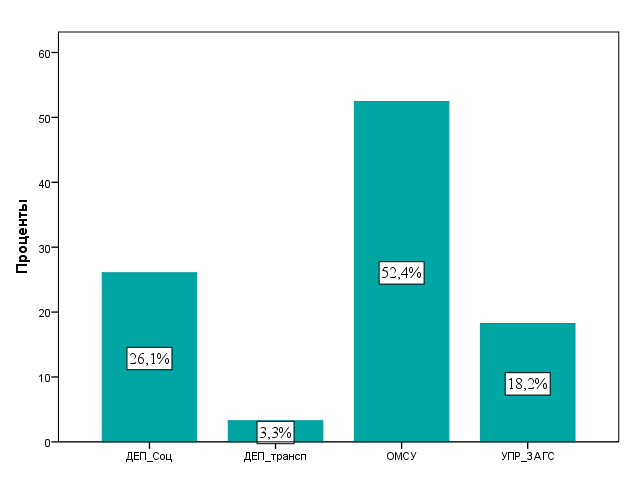 60
50
40
30
20
10
0
Проценты
26,1%
3,3%
52,4%
18,2%
ДЕП_Соц
ДЕП_трансп
ОМСУ
УПР_ЗАГС